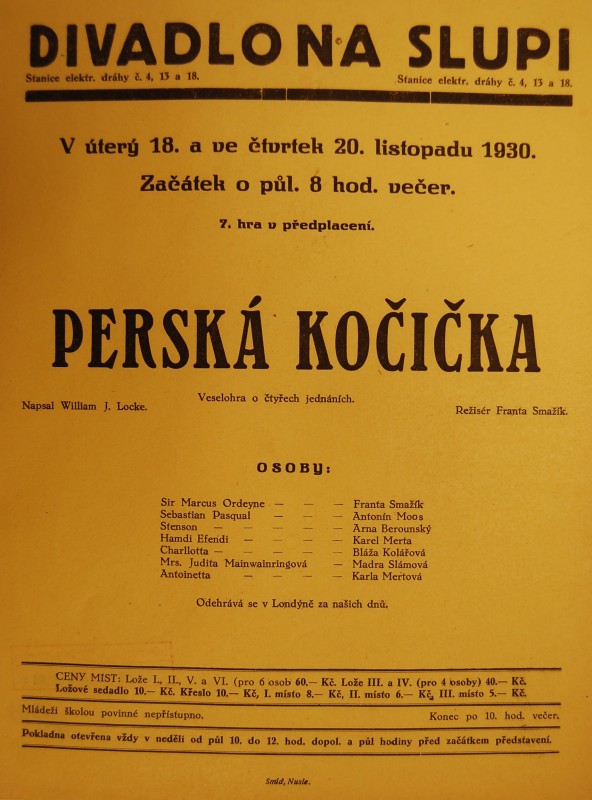 DIVADLO NA SLUPI
Stanice elektr. dráhy č. 4, 13 a 18.
Stanice elektr. dráhy č. 4, 13 a 18.
V úterý 18. a ve čtvrtek 20. listopadu 1930.
Začátek o půl. 8 hod. večer.
7. hra v předplacení.
PERSKÁ KOČIČKA
Napsal William J. Locke.
Veselohra o čtyřech jednáních.
Režisér Franta Smažík.
OSOBY:
Sir Marcus Ordeyne — — — Franta Smažík
Sebastian Pasqual — — — Antonín Moos
Stenson — — — — — Arna Berounský
Hamdi Efendi — — — — Karel Merta
Charllotta — — — — — Bláža Kolářová
Mrs. Judita Mainwainringová — Madra Slámová
Antoinetta — — — — Karla Mertová
Odehrává se v Londýně za našich dnů.
CENY MIST: Lože I., II., V. a VI. (pro 6 osob 60.— Kč. Lože III. a IV. (pro 4 osoby) 40.— Kč.
Ložové sedadlo 10.— Kč. Křeslo 10.— Kč, I. místo 8.— Kč, II. místo 6.— Kč, III. místo 5.— Kč.
Mládeži školou povinné nepřístupno.
Konec po 10. hod. večer.
Pokladna otevřena vždy v neděli od půl 10. do 12. hod. dopol. a půl hodiny před začátkem představení.
Šmíd, Nusle.